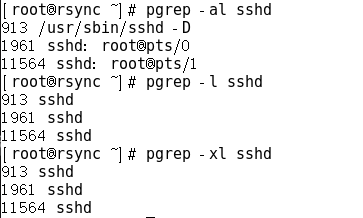 [root@rsync ~]# pgrep -al sshd
913 /usr/sbin/sshd -D
1961 sshd: root@pts/0
11564 sshd: root@pts/1
[root@rsync ~]# pgrep -l sshd
913 sshd
1961 sshd
11564 sshd
[root@rsync ~]# pgrep -xl sshd
913 sshd
1961 sshd
11564 sshd